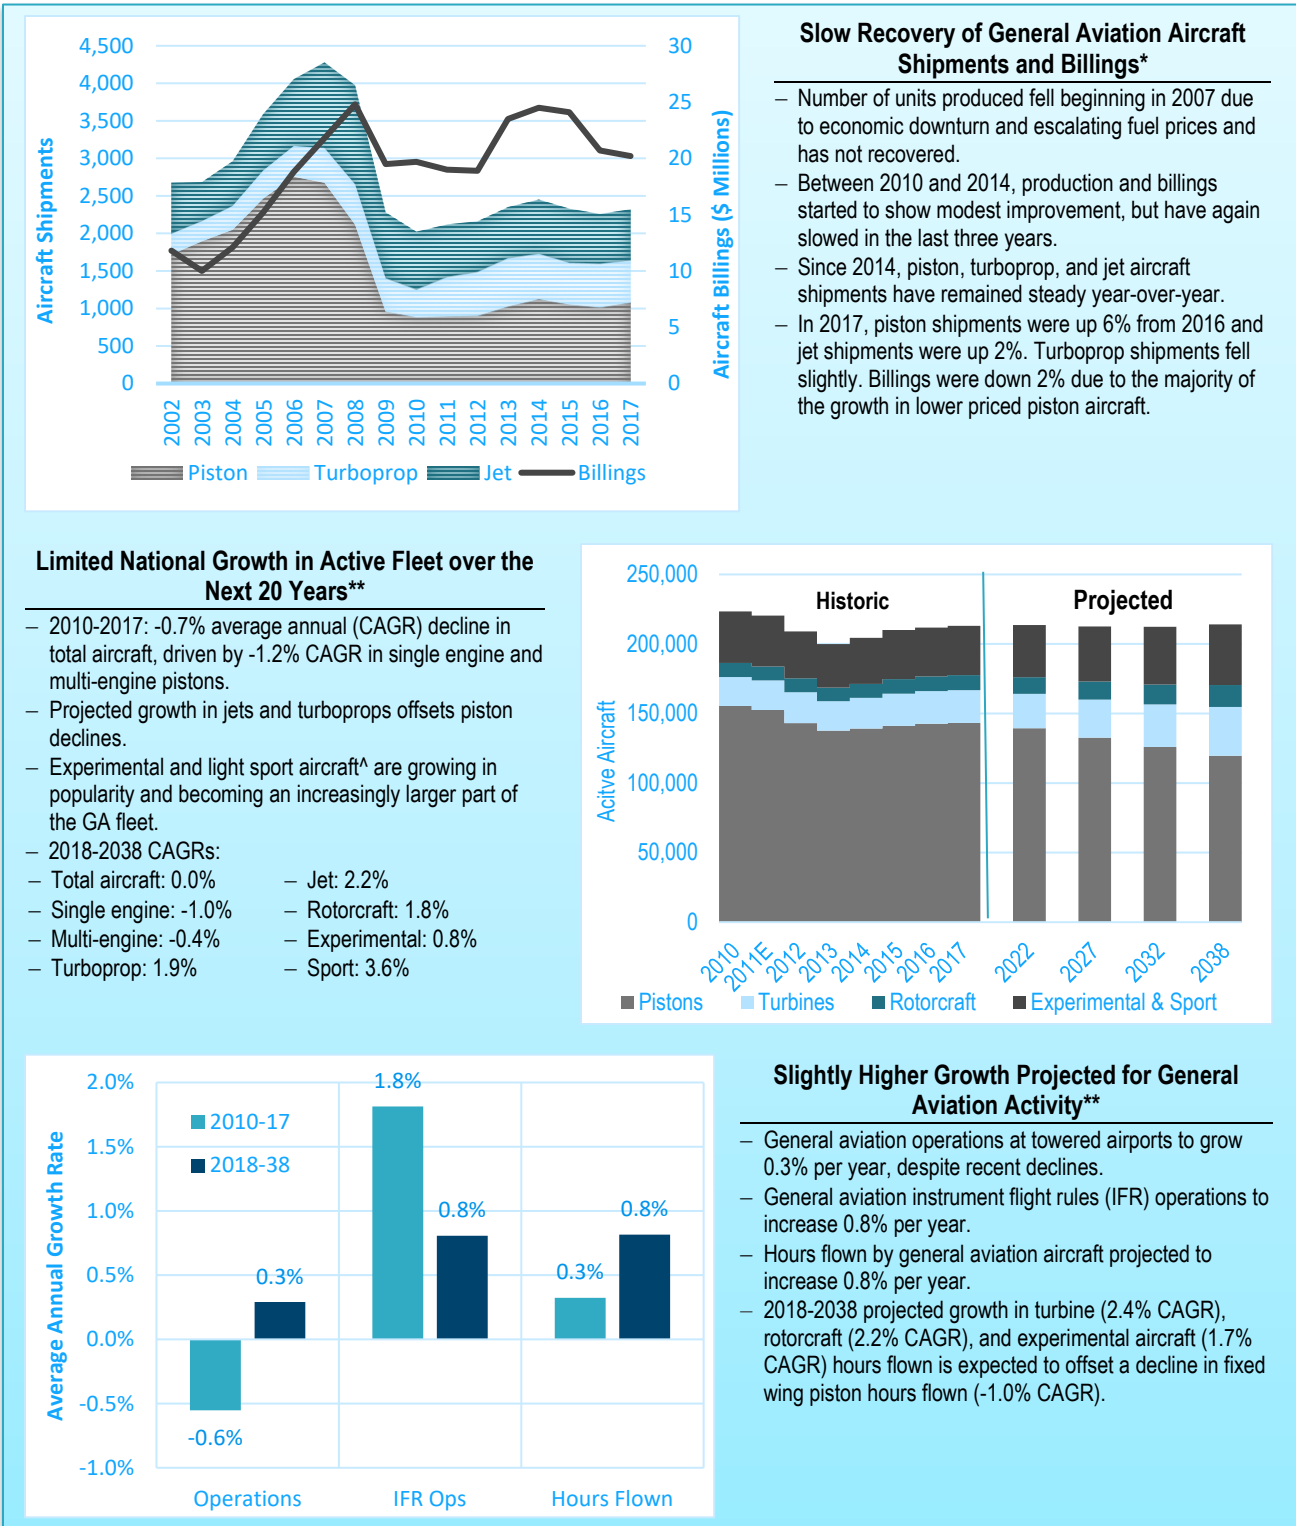 4,500
4,000
3,500
3,000
2,500
2,000
1,500
1,000
500
0
Aircraft Shipments
30
25
20
15
10
5
0
Aircraft Billings ($ Millions)
2002
2003
2004
2005
2006
2007
2008
2009
2010
2011
2012
2013
2014
2015
2016
2017
Piston
Turboprop
Jet
Billings
Slow Recovery of General Aviation Aircraft
Shipments and Billings*
– Number of units produced fell beginning in 2007 due
to economic downturn and escalating fuel prices and
has not recovered.
– Between 2010 and 2014, production and billings
started to show modest improvement, but have again
slowed in the last three years.
– Since 2014, piston, turboprop, and jet aircraft
shipments have remained steady year-over-year.
– In 2017, piston shipments were up 6% from 2016 and
jet shipments were up 2%. Turboprop shipments fell
slightly. Billings were down 2% due to the majority of
the growth in lower priced piston aircraft.
Limited National Growth in Active Fleet over the
Next 20 Years**
– 2010-2017: -0.7% average annual (CAGR) decline in
total aircraft, driven by -1.2% CAGR in single engine and
multi-engine pistons.
– Projected growth in jets and turboprops offsets piston
declines.
– Experimental and light sport aircraft^ are growing in
popularity and becoming an increasingly larger part of
the GA fleet.
– 2018-2038 CAGRs:
– Total aircraft: 0.0%
– Single engine: -1.0%
– Multi-engine: -0.4%
– Turboprop: 1.9%
– Jet: 2.2%
– Rotorcraft: 1.8%
– Experimental: 0.8%
– Sport: 3.6%
250,000
200,000
150,000
100,000
50,000
0
Acitve Aircraft
Historic
Projected
2010
2011E
2012
2013
2014
2015
2016
2017
2022
2027
2032
2038
Pistons
Turbines
Rotorcraft
Experimental & Sport
2.0%
1.5%
1.0%
0.5%
0.0%
-0.5%
-1.0%
Average Annual Growth Rate
2010-17
2018-38
-0.6%
0.3%
1.8%
0.8%
0.3%
0.8%
Operations
IFR Ops
Hours Flown
Slightly Higher Growth Projected for General
Aviation Activity**
– General aviation operations at towered airports to grow
0.3% per year, despite recent declines.
– General aviation instrument flight rules (IFR) operations to
increase 0.8% per year.
– Hours flown by general aviation aircraft projected to
increase 0.8% per year.
– 2018-2038 projected growth in turbine (2.4% CAGR),
rotorcraft (2.2% CAGR), and experimental aircraft (1.7%
CAGR) hours flown is expected to offset a decline in fixed
wing piston hours flown (-1.0% CAGR).